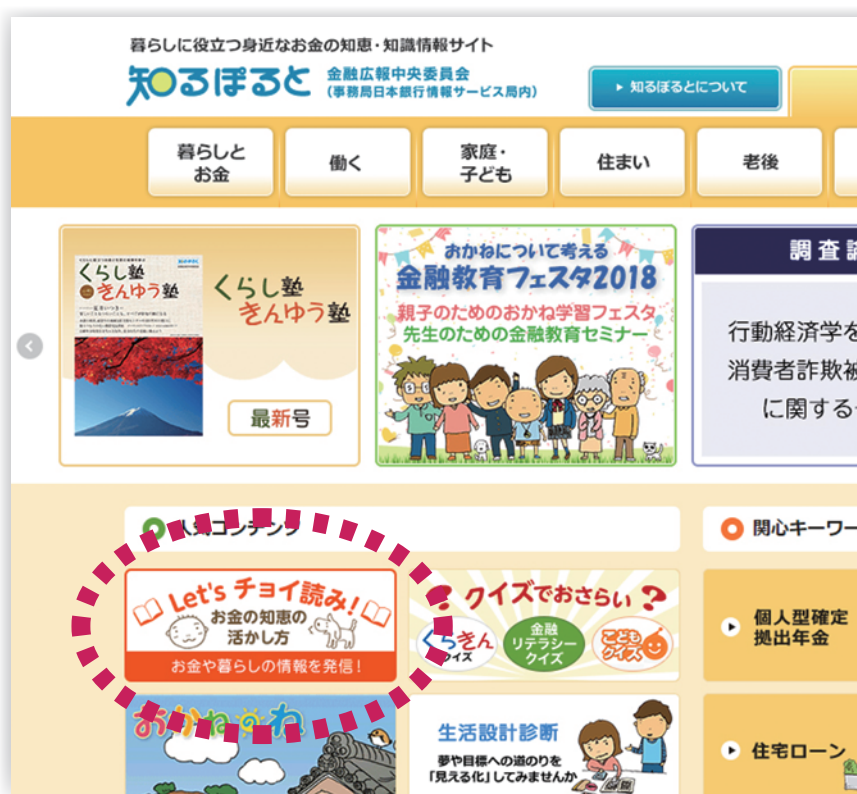 暮らしに役立つ身近なお金の知恵・知識情報サイト
知るぽると
金融広報中央委員会
(事務局日本銀行情報サービス局内)
知るぽるとについて
暮らしと
お金
働く
家庭・
子ども
住まい
老後
くらし塾
きんゆう塾
くらし塾
きんゆう塾
最新号
おかねについて考える
金融教育フェスタ2018
親子のためのおかね学習フェスタ
先生のための金融教育セミナー
調査
行動経済学を
消費者詐欺被
に関する
人気コンテンツ
関心キーワー
Let's チョイ読み!
お金の知恵の
活かし方
お金や暮らしの情報を発信!
? クイズでおさらい ?
くらきん
クイズ
金融
リテラシー
クイズ
こども
クイズ
個人型確定
拠出年金
おかねのね
生活設計診断
夢や目標への道のりを
「見える化」してみませんか
住宅ローン